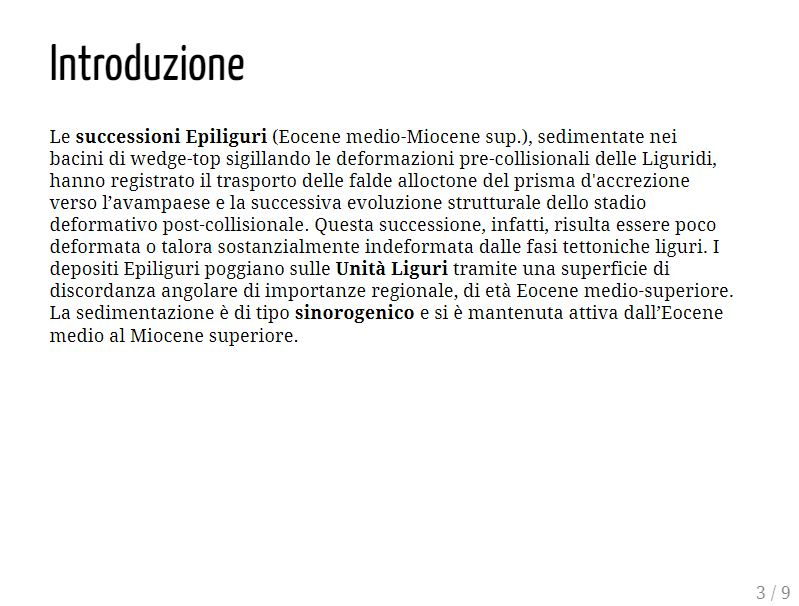 Introduzione
Le successioni Epiliguri (Eocene medio-Miocene sup.), sedimentate nei
bacini di wedge-top sigillando le deformazioni pre-collisionali delle Liguridi,
hanno registrato il trasporto delle falde alloctone del prisma d'accrezione
verso l’avampaese e la successiva evoluzione strutturale dello stadio
deformativo post-collisionale. Questa successione, infatti, risulta essere poco
deformata o talora sostanzialmente indeformata dalle fasi tettoniche liguri. I
depositi Epiliguri poggiano sulle Unità Liguri tramite una superficie di
discordanza angolare di importanze regionale, di età Eocene medio-superiore.
La sedimentazione è di tipo sinorogenico e si è mantenuta attiva dall’Eocene
medio al Miocene superiore.
3 / 9